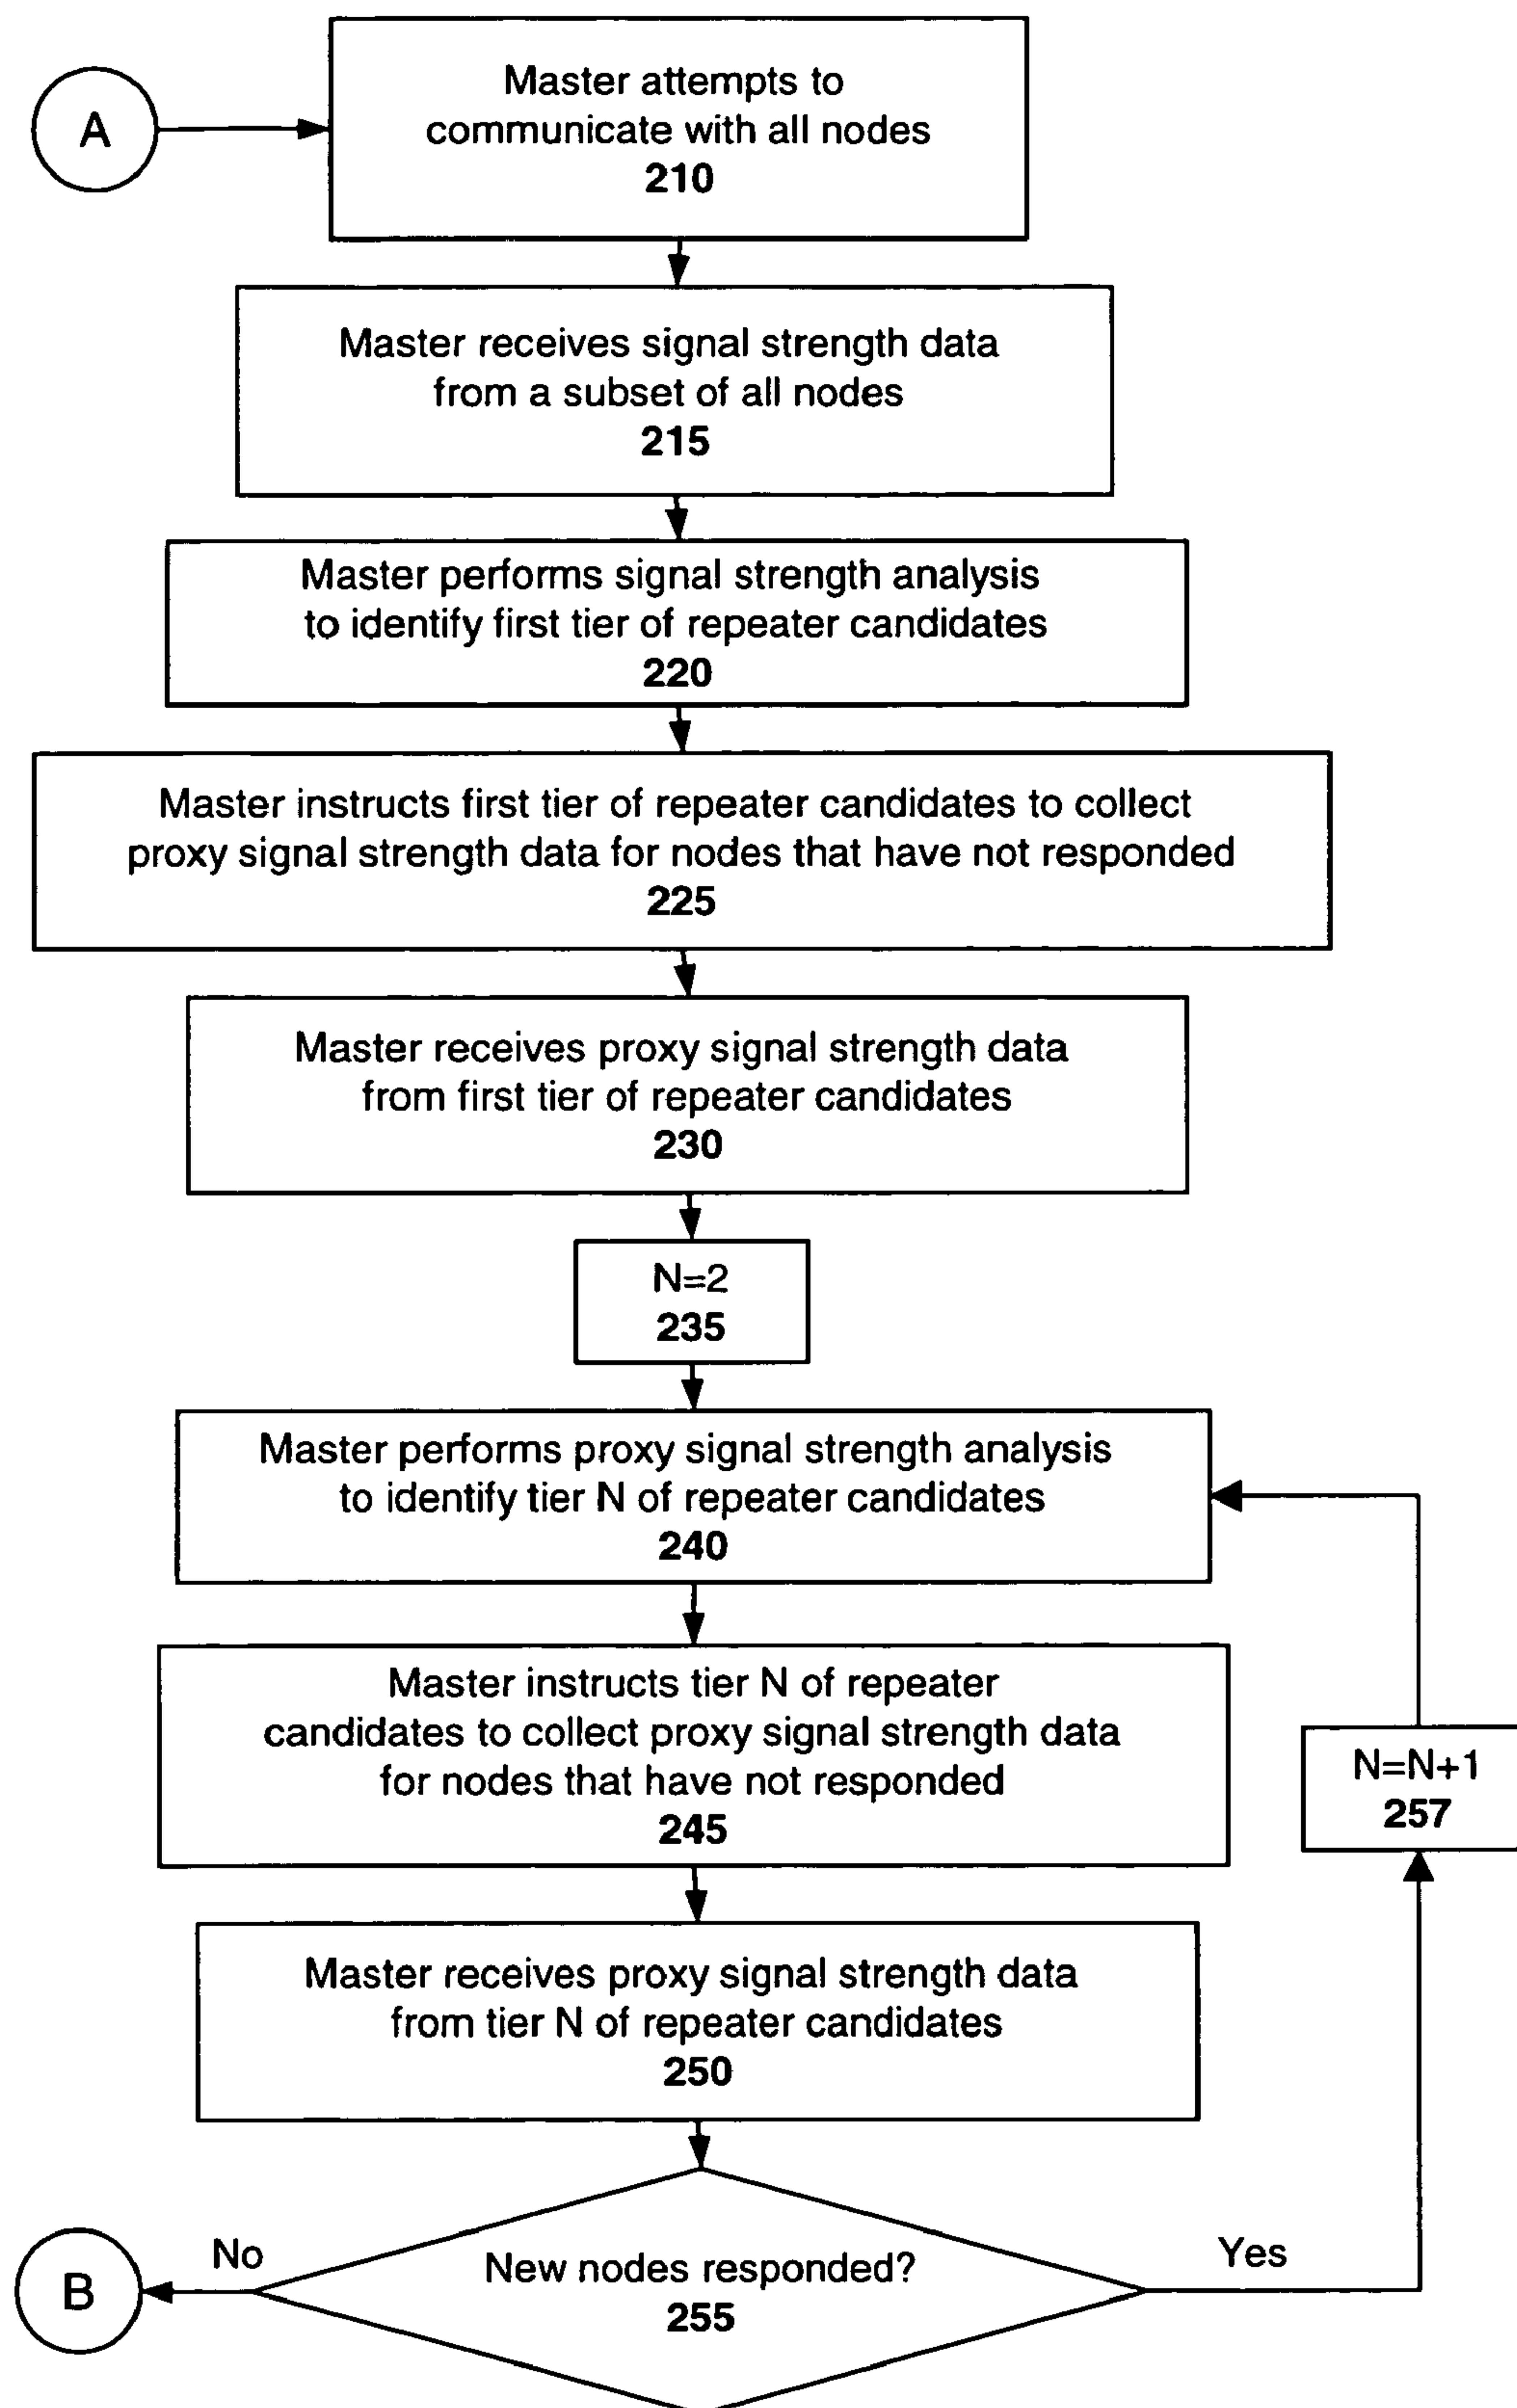 A
Master attempts to
communicate with all nodes
210
Master receives signal strength data
from a subset of all nodes
215
Master performs signal strength analysis
to identify first tier of repeater candidates
220
Master instructs first tier of repeater candidates to collect
proxy signal strength data for nodes that have not responded
225
Master receives proxy signal strength data
from first tier of repeater candidates
230
N=2
235
Master performs proxy signal strength analysis
to identify tier N of repeater candidates
240
Master instructs tier N of repeater
candidates to collect proxy signal strength data
for nodes that have not responded
245
N=N+1
257
Master receives proxy signal strength data
from tier N of repeater candidates
250
New nodes responded?
255
No
Yes
B